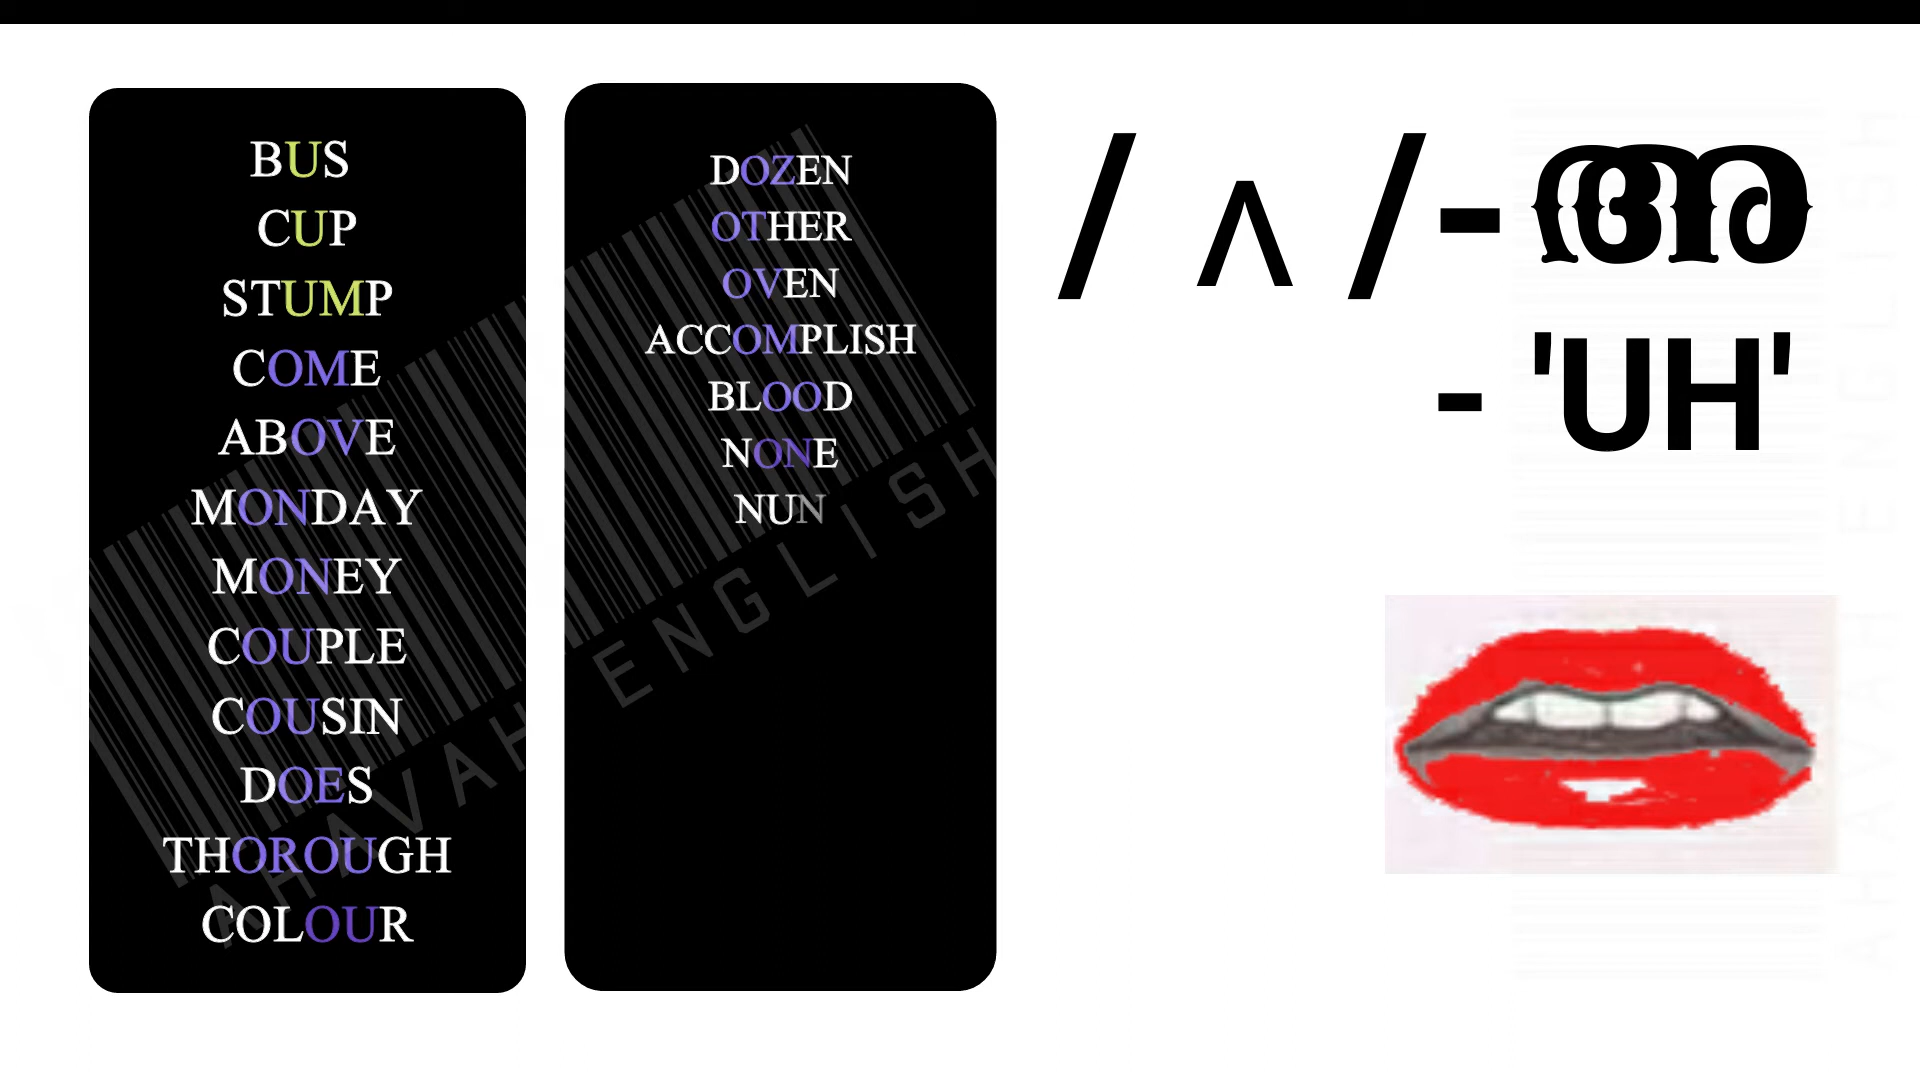 BUS
CUP
STUMP
COME
ABOVE
MONDAY
MONEY
COUPLE
COUSIN
DOES
THOROUGH
COLOUR
DOZEN
OTHER
OVEN
ACCOMPLISH
BLOOD
NONE
NUN
/ ʌ /-അ
- 'UH'
AHAVAH ENGLISH